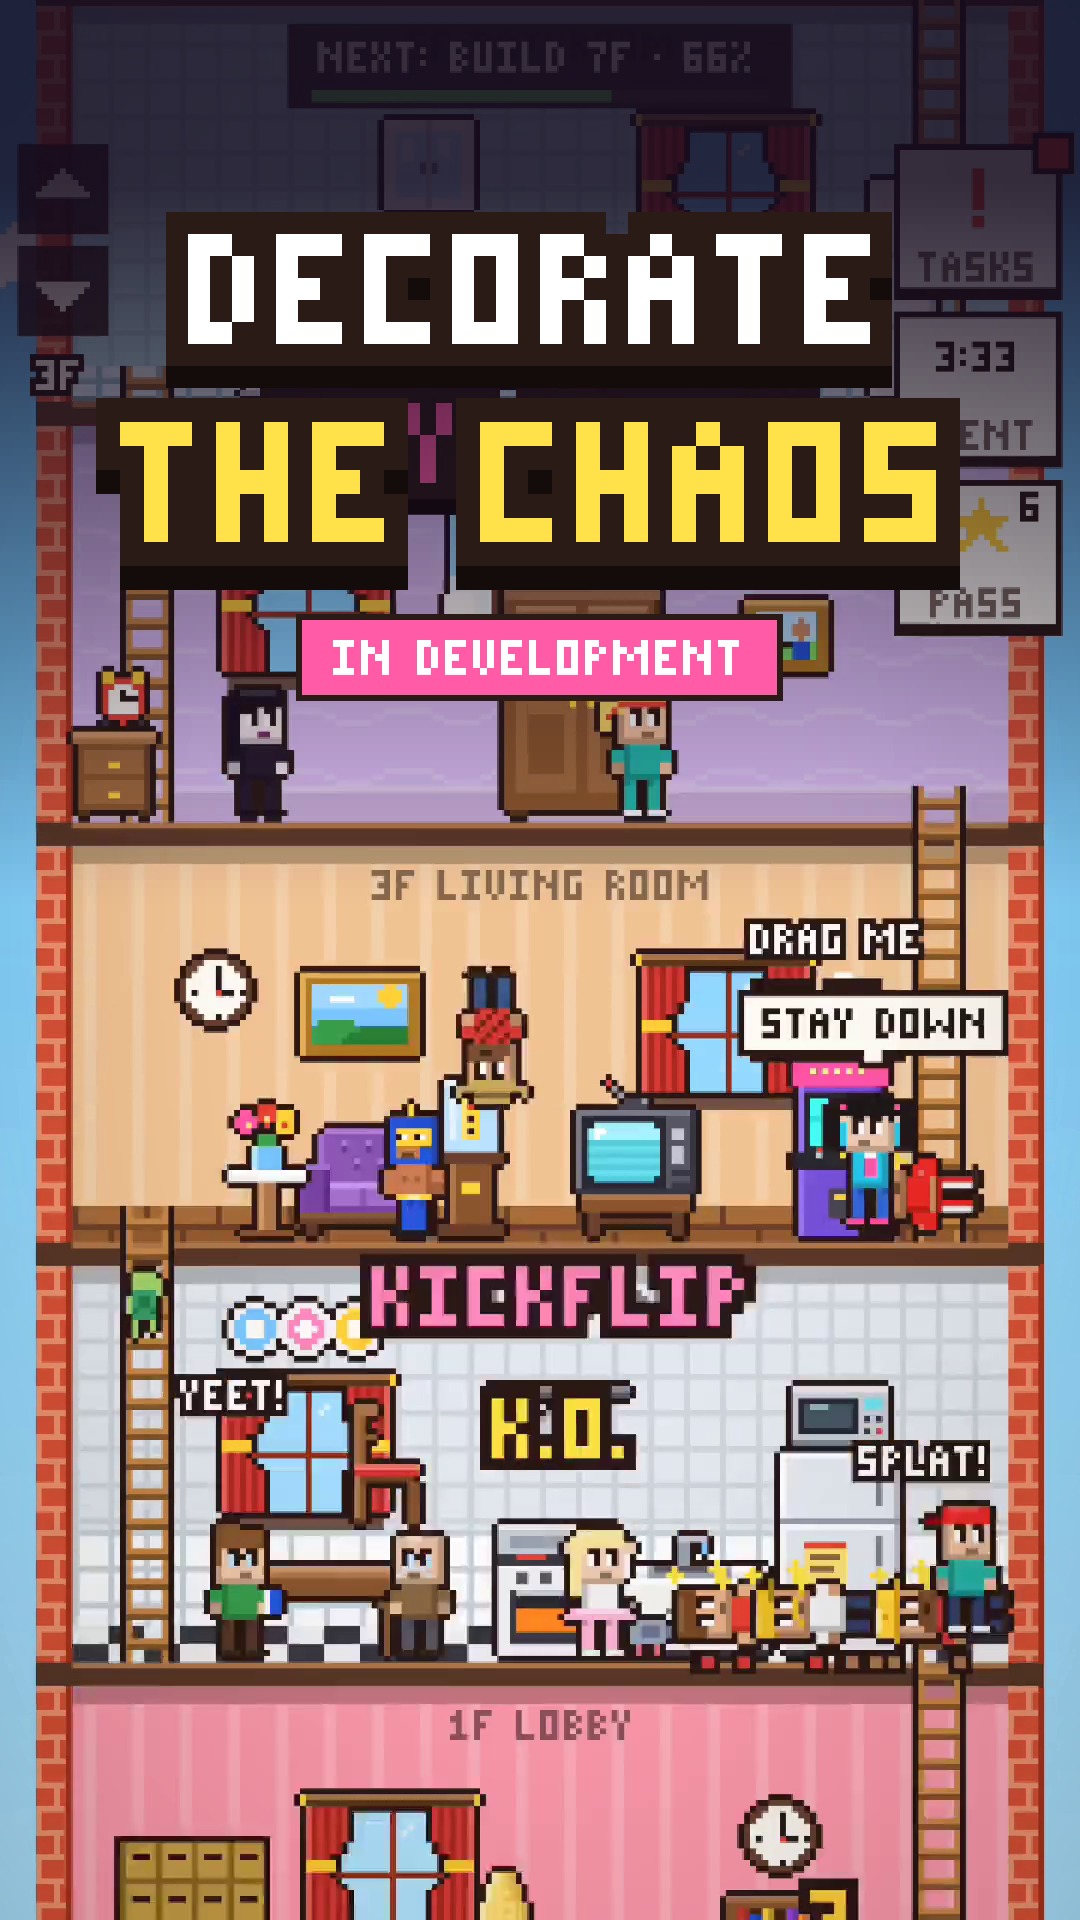 NEXT: BUILD 7F · 66%
!
TASKS
DECORATE
3:33
3F
ENT
THE CHAOS
Y
6
PASS
IN DEVELOPMENT
3F LIVING ROOM
DRAG ME
STAY DOWN
KICKFLIP
YEET!
K.O.
SPLAT!
1F LOBBY